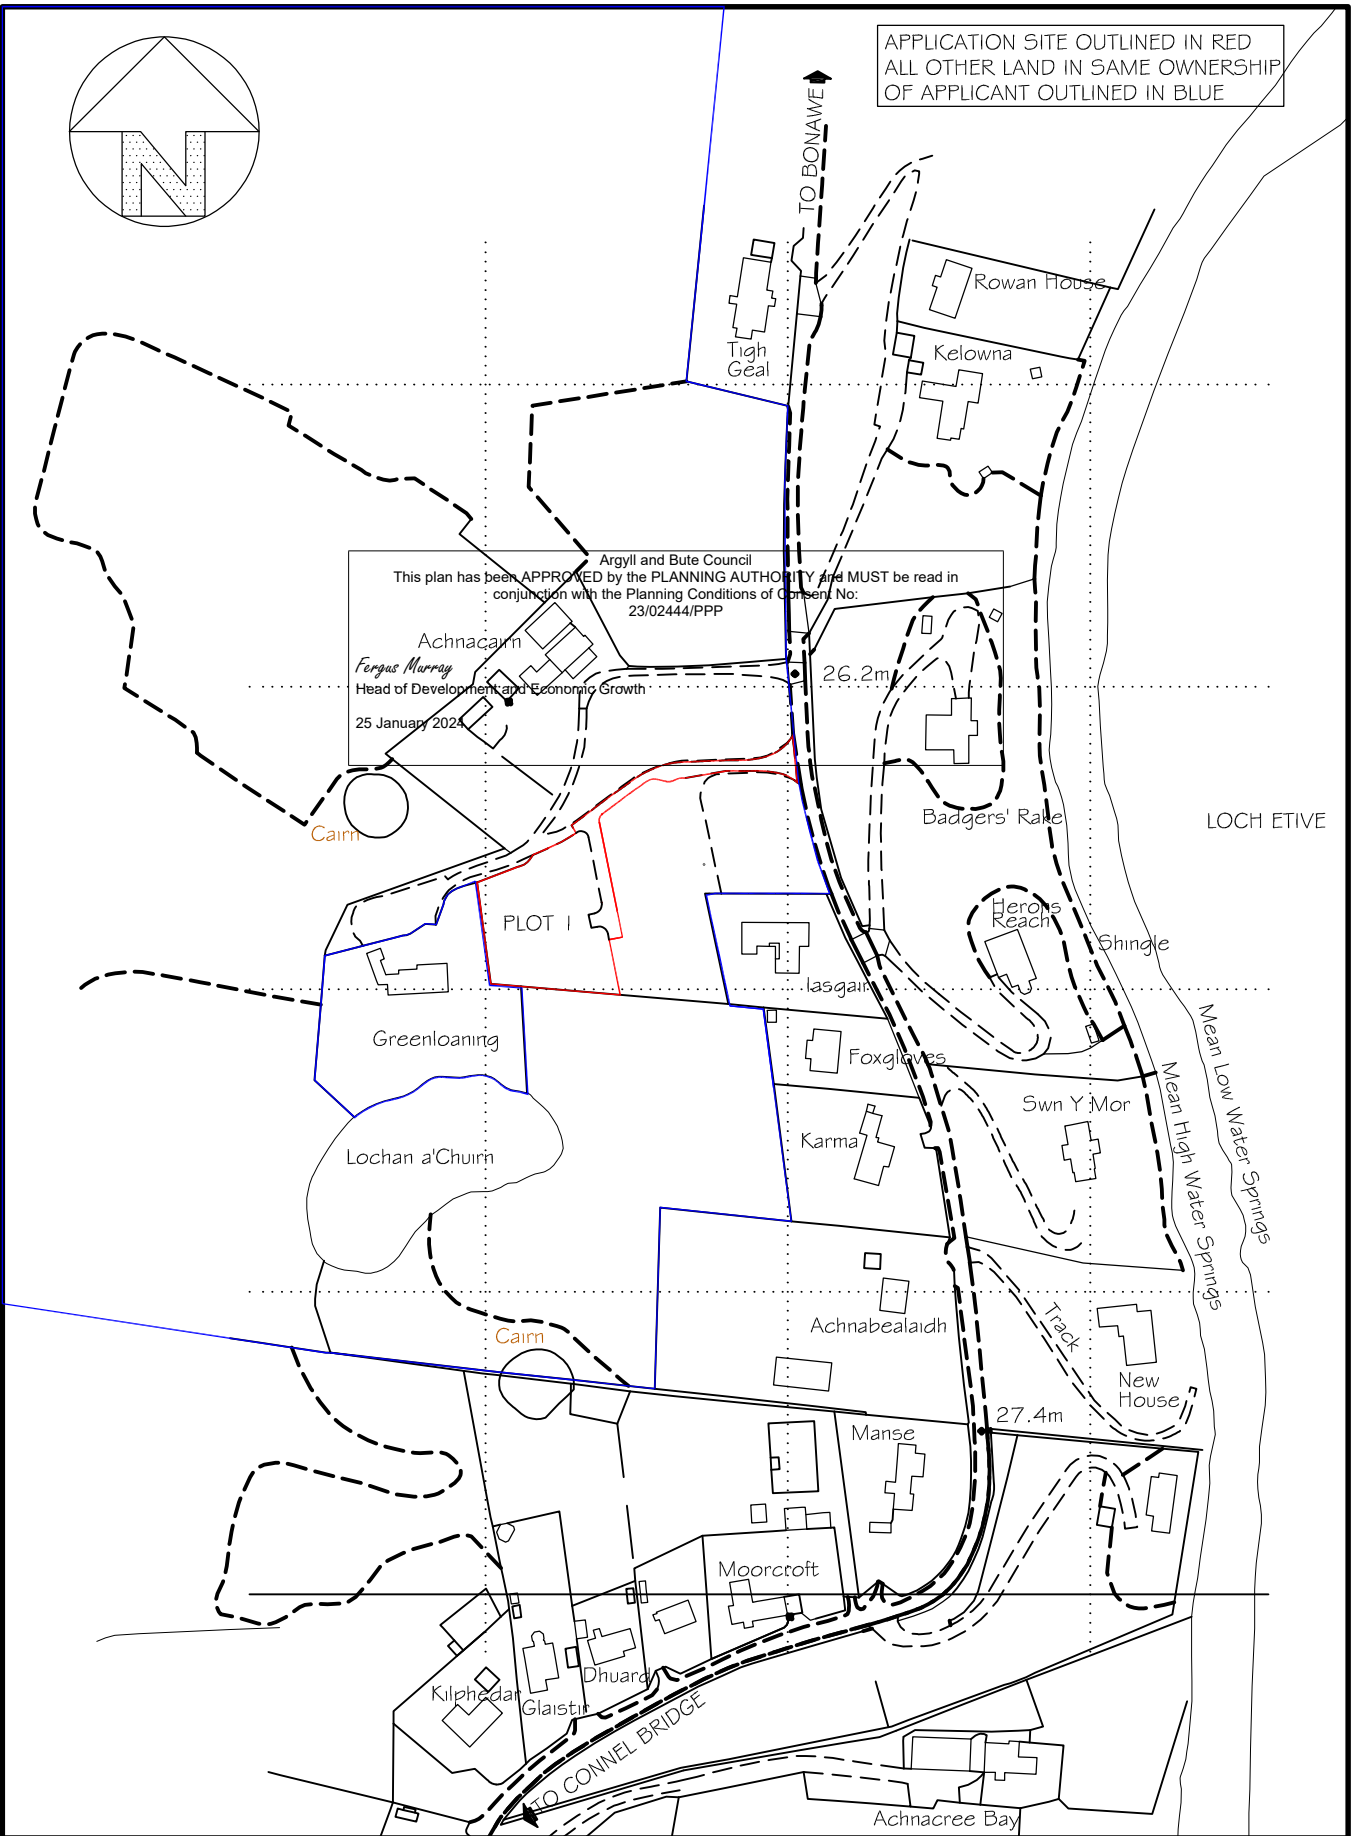 APPLICATION SITE OUTLINED IN RED
ALL OTHER LAND IN SAME OWNERSHIP
OF APPLICANT OUTLINED IN BLUE
N
TO BONAWE
Rowan House
Tigh
Geal
Kelowna
Argyll and Bute Council
This plan has been APPROVED by the PLANNING AUTHORITY and MUST be read in
conjunction with the Planning Conditions of Consent No:
23/02444/PPP
Achnacairn
Fergus Murray
Head of Development and Economic Growth
25 January 2024
26.2m
Badgers' Rake
LOCH ETIVE
Cairn
PLOT 1
Herons
Reach
Shingle
Iasgair
Greenloaning
Foxgloves
Mean Low Water Springs
Mean High Water Springs
Swn Y Mor
Karma
Lochan a'Chuirn
Achnabealaidh
Track
Cairn
New
House
27.4m
Manse
Moorcroft
Dhuard
Kilphedar
Glaistir
TO CONNEL BRIDGE
Achnacree Bay